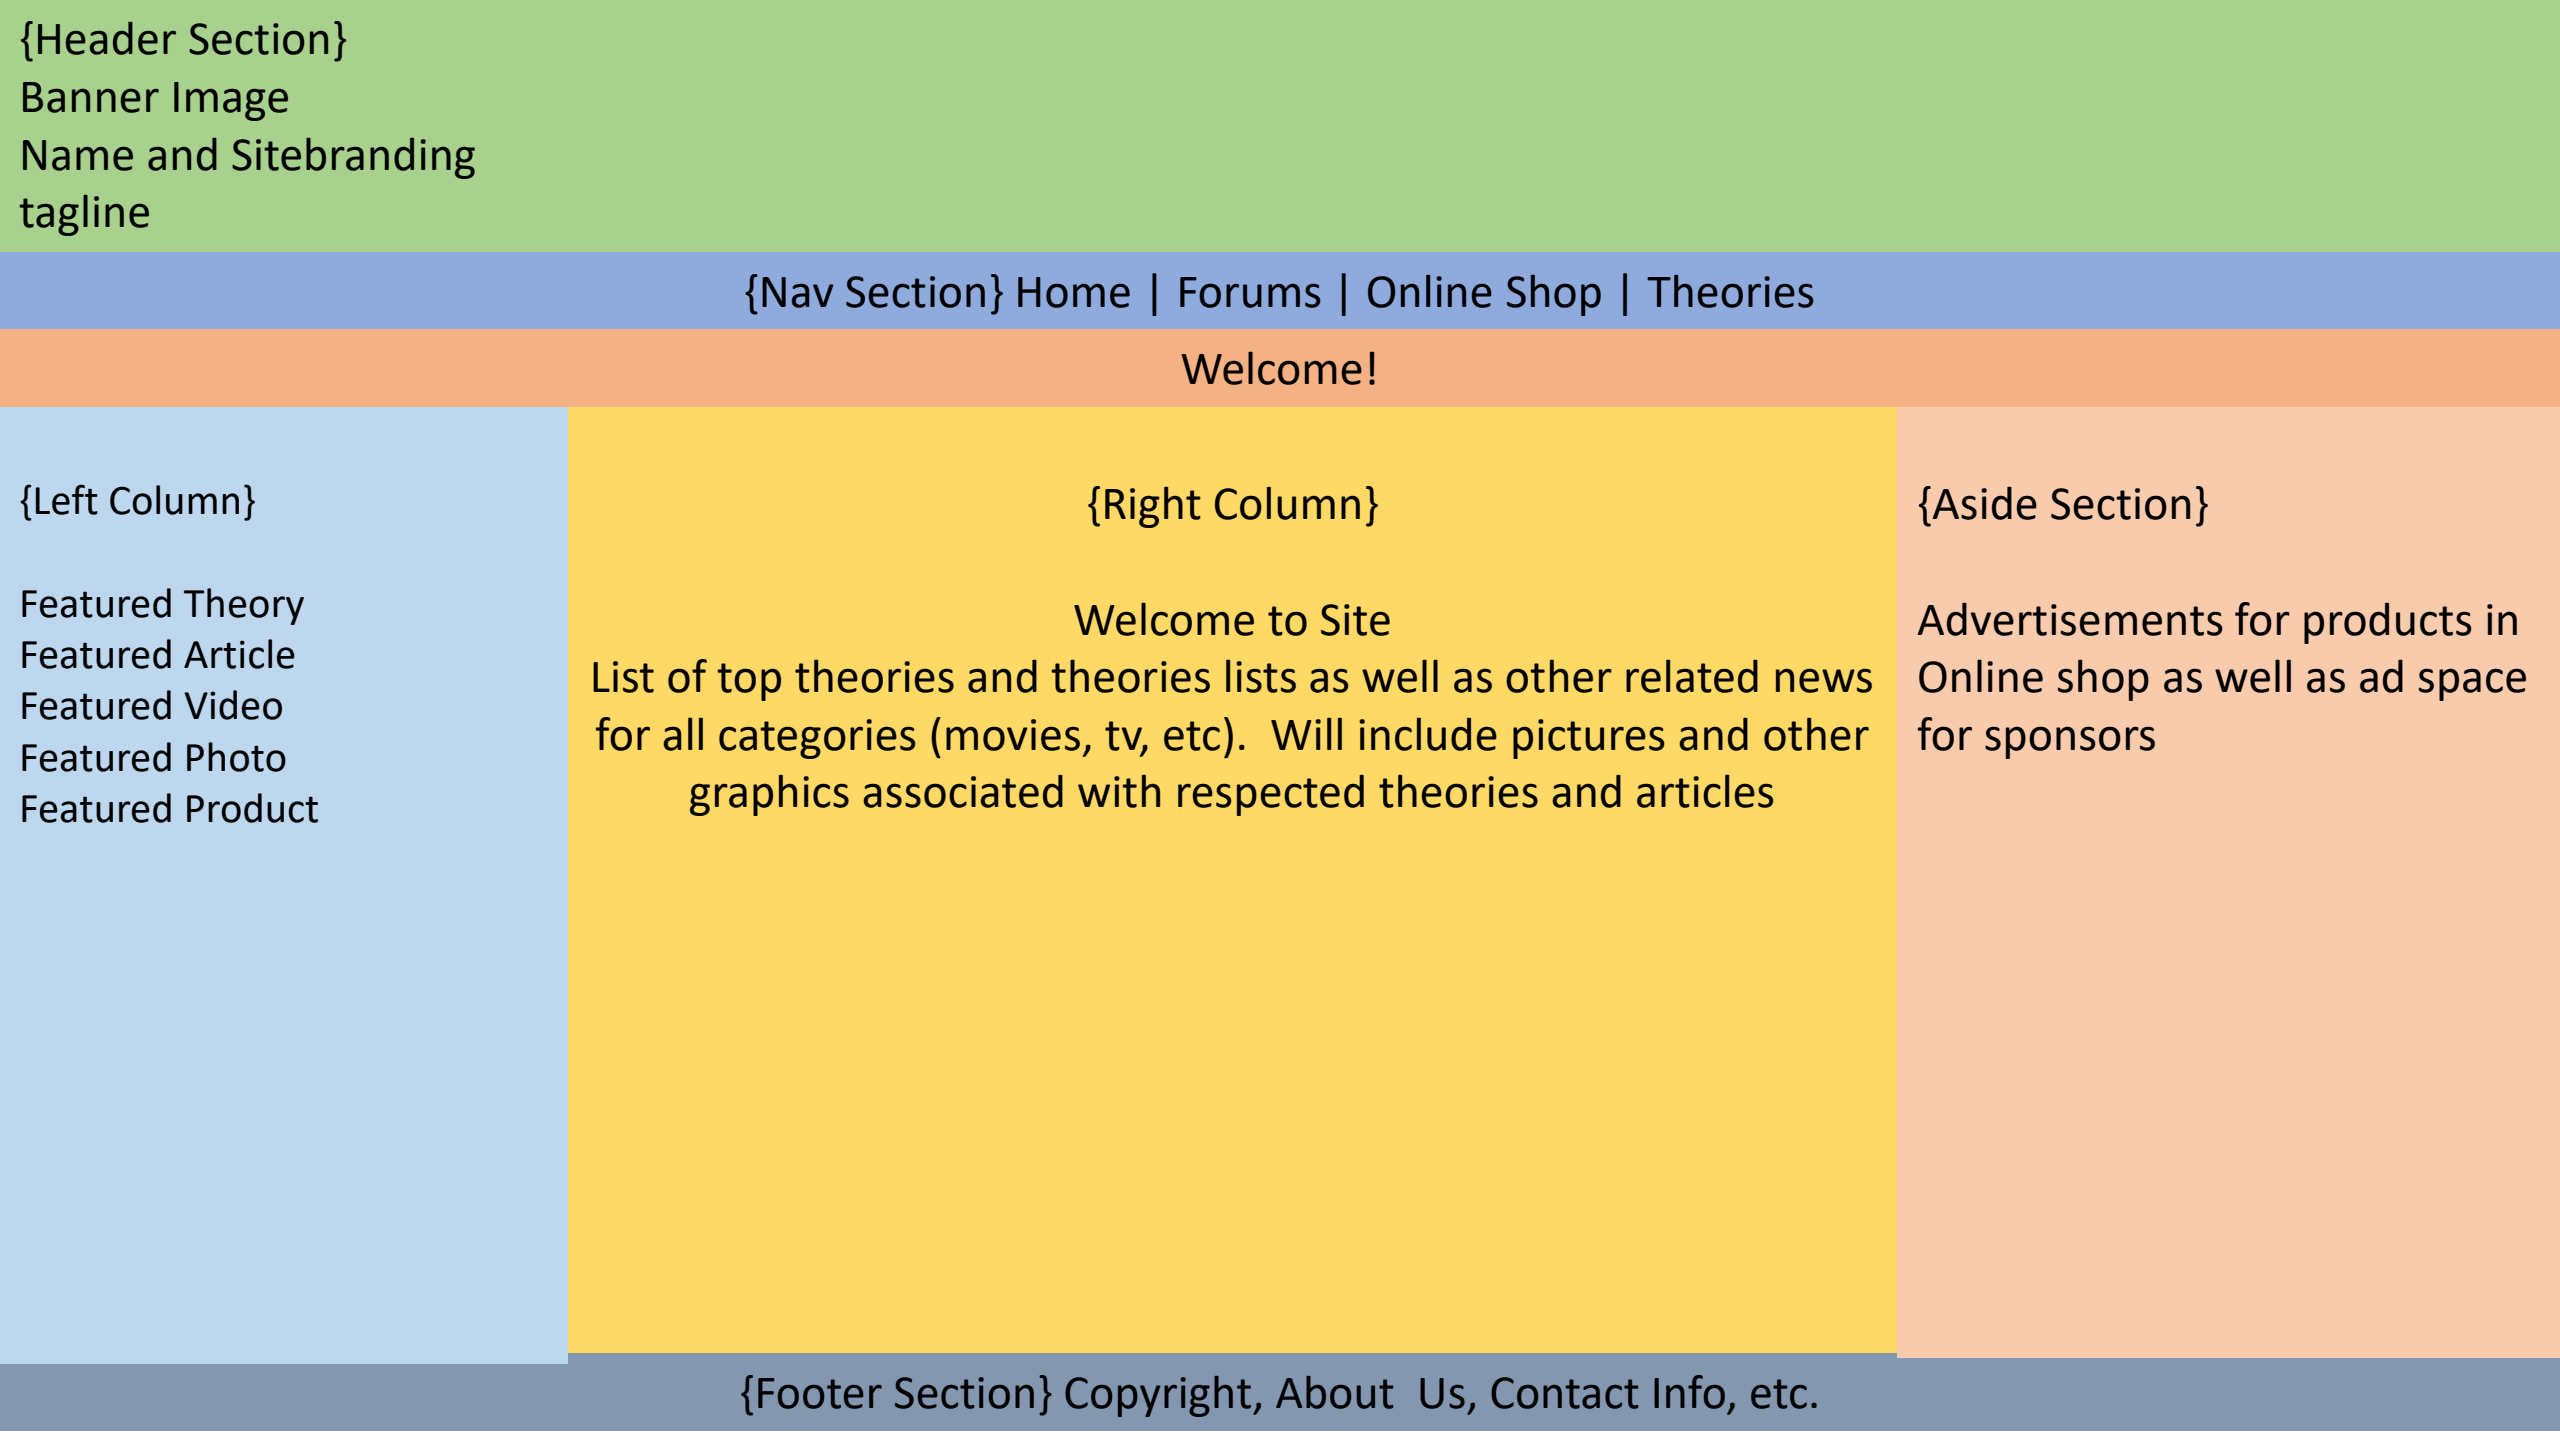 {Header Section}
Banner Image
Name and Sitebranding
tagline
{Nav Section} Home | Forums | Online Shop | Theories
Welcome!
{Left Column}
Featured Theory
Featured Article
Featured Video
Featured Photo
Featured Product
{Right Column}
Welcome to Site
List of top theories and theories lists as well as other related news
for all categories (movies, tv, etc).  Will include pictures and other
graphics associated with respected theories and articles
{Aside Section}
Advertisements for products in
Online shop as well as ad space
for sponsors
{Footer Section} Copyright, About  Us, Contact Info, etc.